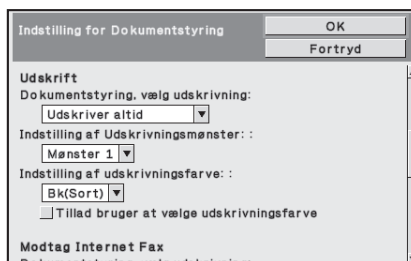 Indstilling for Dokumentstyring
OK
Fortryd
Udskrift
Dokumentstyring, vælg udskrivning:
Udskriver altid
Indstilling af Udskrivningsmønster: :
Mønster 1
Indstilling af udskrivningsfarve: :
Bk(Sort)
Tillad bruger at vælge udskrivningsfarve
Modtag Internet Fax